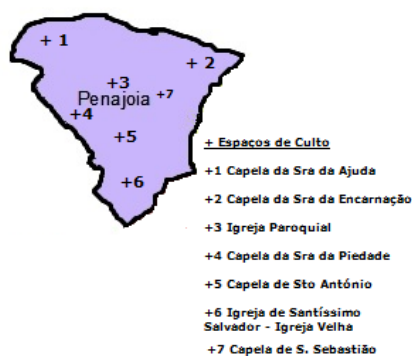 + 1
+ 2
+3
Penajoia +7
+4
+5
+6
+ Espaços de Culto
+1 Capela da Sra da Ajuda
+2 Capela da Sra da Encarnação
+3 Igreja Paroquial
+4 Capela da Sra da Piedade
+5 Capela de Sto António
+6 Igreja de Santíssimo
Salvador - Igreja Velha
+7 Capela de S. Sebastião